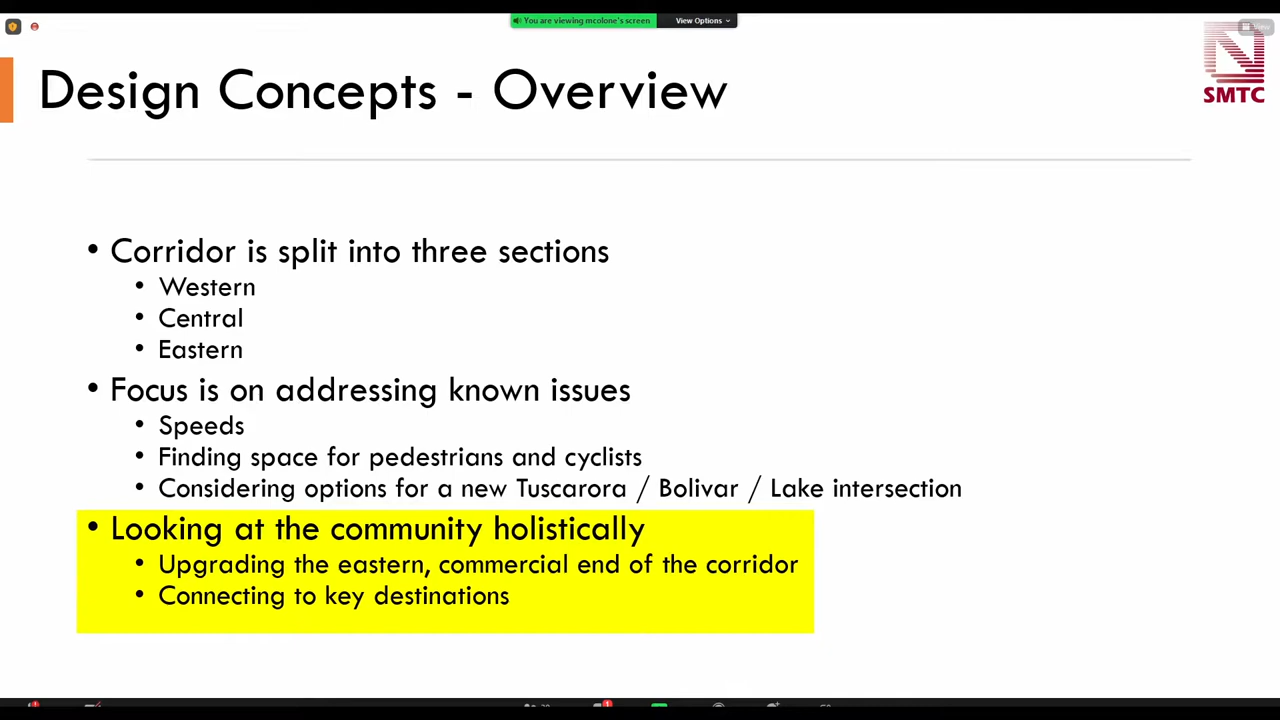 You are viewing mcolone's screen
View Options
Design Concepts - Overview
SMTC
• Corridor is split into three sections
• Western
• Central
• Eastern
• Focus is on addressing known issues
• Speeds
• Finding space for pedestrians and cyclists
• Considering options for a new Tuscarora / Bolivar / Lake intersection
• Looking at the community holistically
• Upgrading the eastern, commercial end of the corridor
• Connecting to key destinations